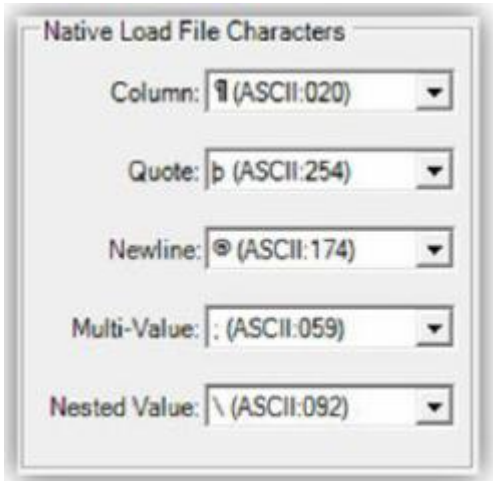 Native Load File Characters
Column: ¶ (ASCII:020)
Quote: þ (ASCII:254)
Newline: ® (ASCII:174)
Multi-Value: ; (ASCII:059)
Nested Value: \ (ASCII:092)